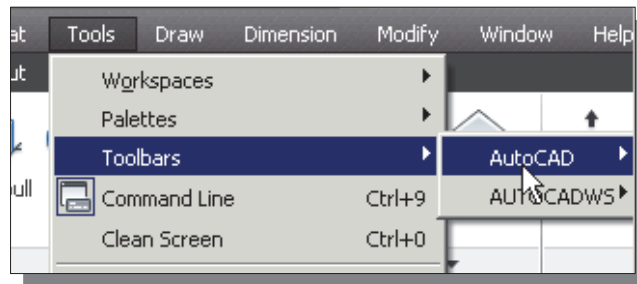 at Tools Draw Dimension Modify Window Help
ut
Workspaces
Palettes
Toolbars AutoCAD
ull Command Line Ctrl+9 AUTOCADWS
Clean Screen Ctrl+0